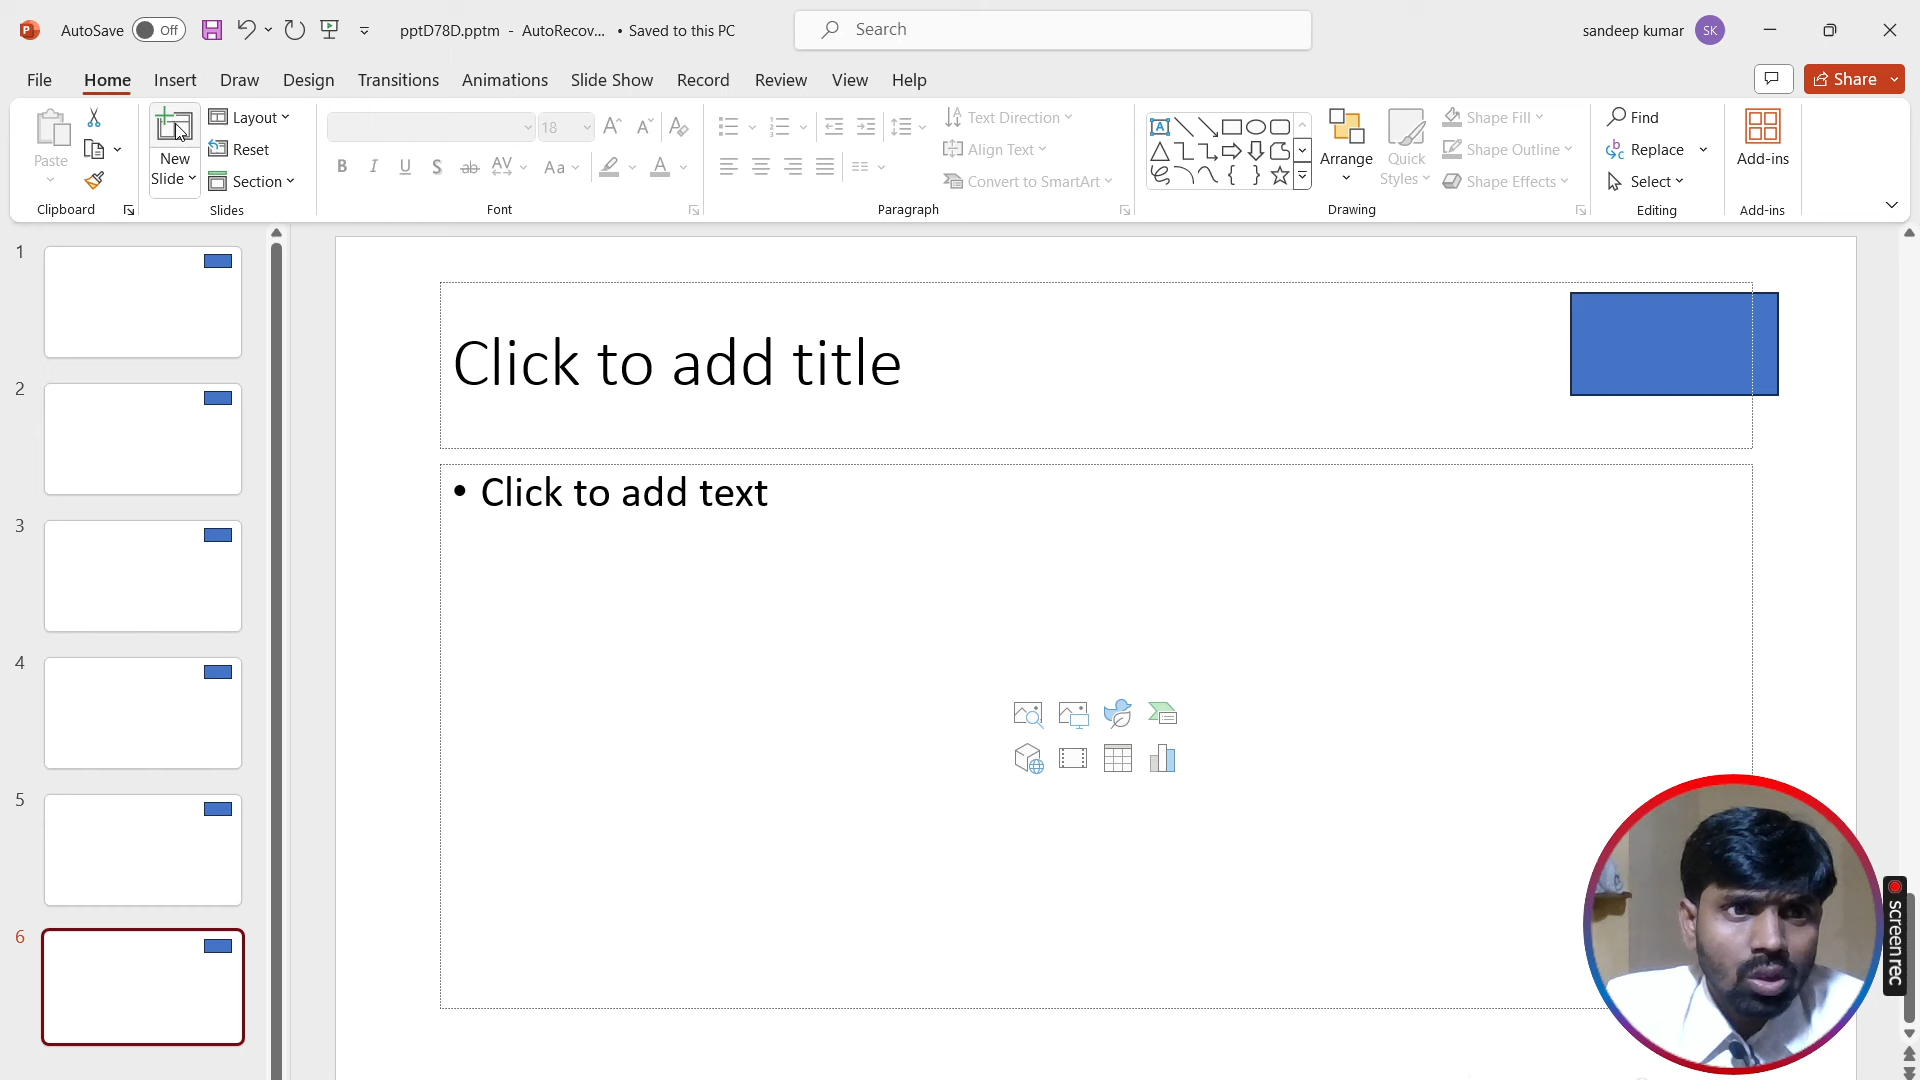 AutoSave Off pptD78D.pptm - AutoRecov... • Saved to this PC Search sandeep kumar SK
File Home Insert Draw Design Transitions Animations Slide Show Record Review View Help Share
Paste New Slide Layout Reset Section
18
B I U S ab AV Aa A
Text Direction
Align Text
Convert to SmartArt
Arrange Quick Styles
Shape Fill
Shape Outline
Shape Effects
Find
Replace
Select
Add-ins
Clipboard Slides Font Paragraph Drawing Editing Add-ins
1
2
3
4
5
6
Click to add title
• Click to add text
screenrec